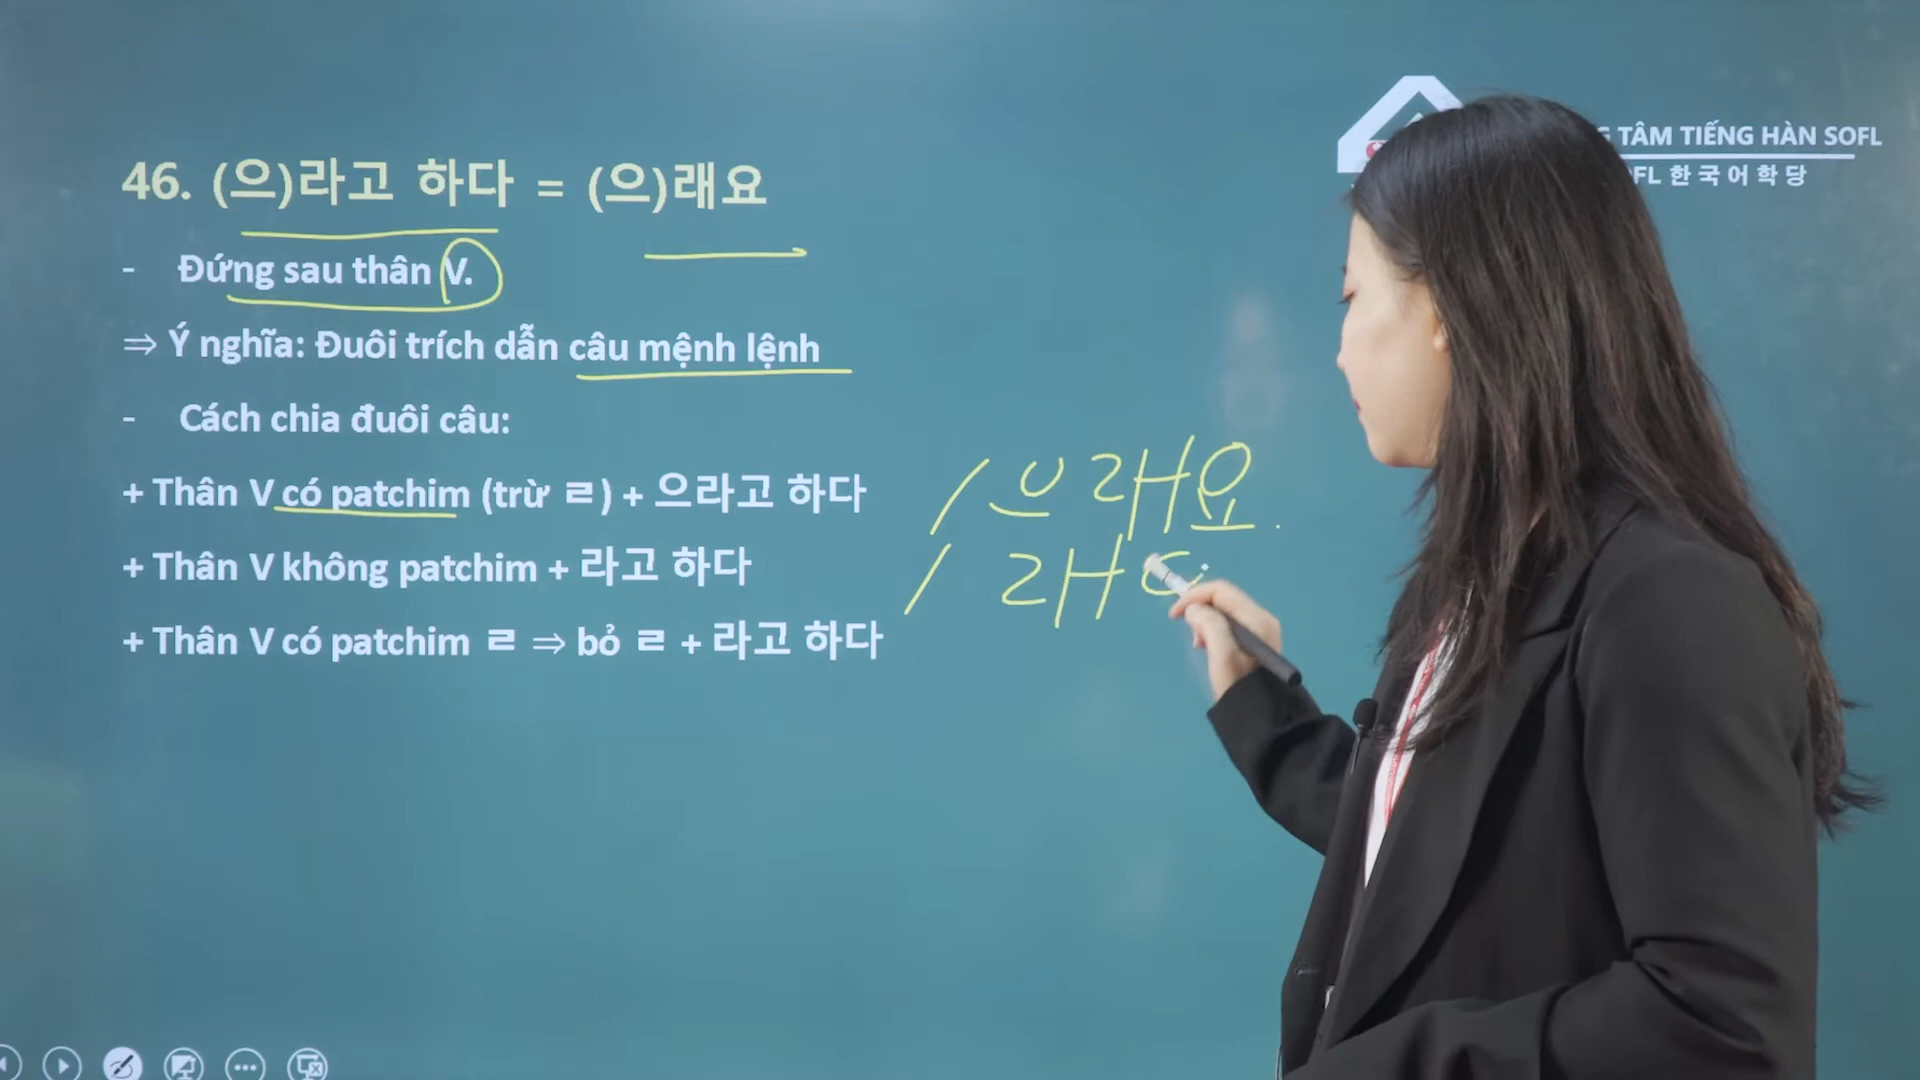 G TÂM TIẾNG HÀN SOFL
OFL 한국어학당
46. (으)라고 하다 = (으)래요
- Đứng sau thân V.
⇒ Ý nghĩa: Đuôi trích dẫn câu mệnh lệnh
- Cách chia đuôi câu:
+ Thân V có patchim (trừ ㄹ) + 으라고 하다
/ 으래요.
+ Thân V không patchim + 라고 하다
/ 래
+ Thân V có patchim ㄹ ⇒ bỏ ㄹ + 라고 하다